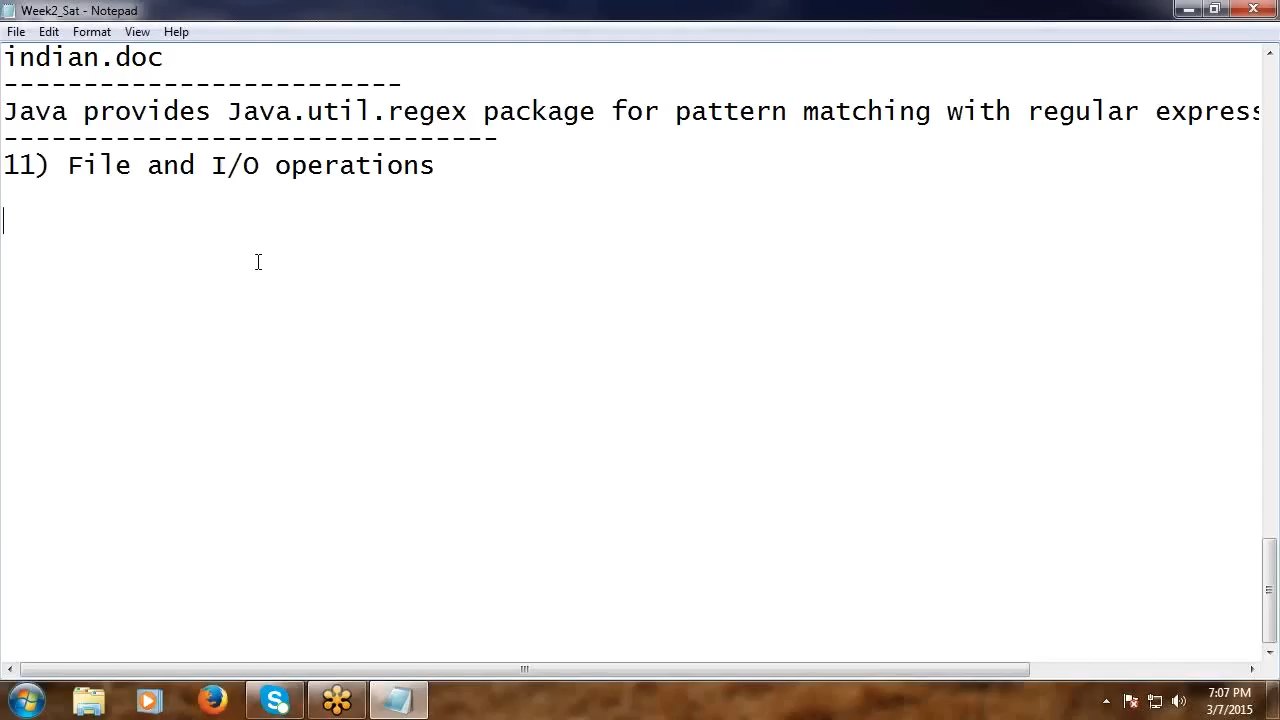 Week2_Sat - Notepad
File Edit Format View Help
indian.doc
-------------------------
Java provides Java.util.regex package for pattern matching with regular express
-------------------------------
11) File and I/O operations
7:07 PM
3/7/2015